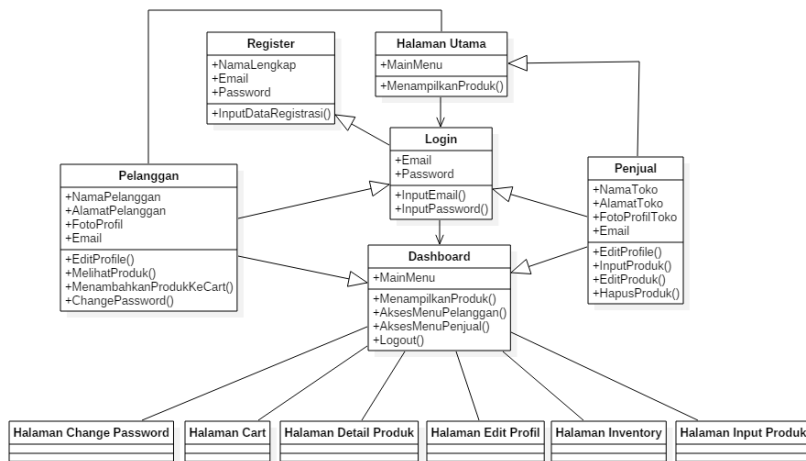 Register
+NamaLengkap
+Email
+Password
+InputDataRegistrasi()
Halaman Utama
+MainMenu
+MenampilkanProduk()
Login
+Email
+Password
+InputEmail()
+InputPassword()
Pelanggan
+NamaPelanggan
+AlamatPelanggan
+FotoProfil
+Email
+EditProfile()
+MelihatProduk()
+MenambahkanProdukKeCart()
+ChangePassword()
Penjual
+NamaToko
+AlamatToko
+FotoProfilToko
+Email
+EditProfile()
+InputProduk()
+EditProduk()
+HapusProduk()
Dashboard
+MainMenu
+MenampilkanProduk()
+AksesMenuPelanggan()
+AksesMenuPenjual()
+Logout()
Halaman Change Password
Halaman Cart
Halaman Detail Produk
Halaman Edit Profil
Halaman Inventory
Halaman Input Produk